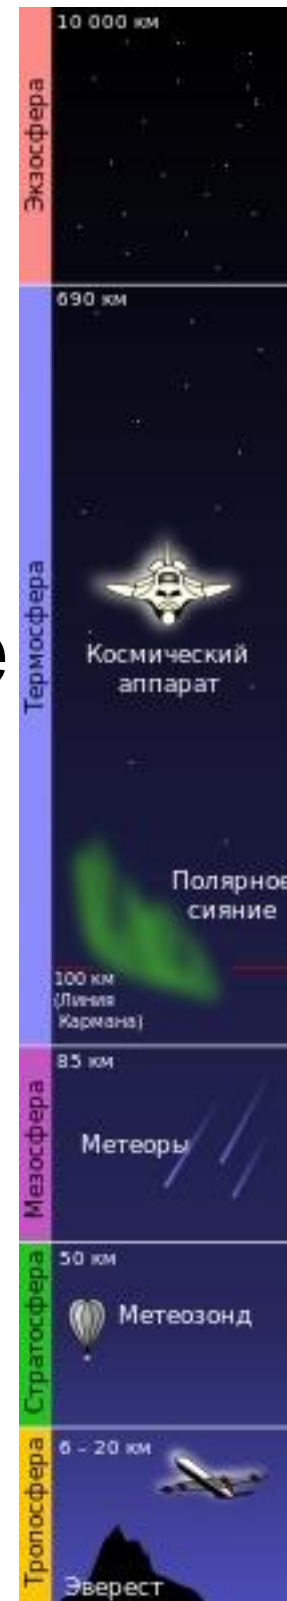 10 000 км
Экзосфера
690 км
Термосфера
е
Космический
аппарат
Полярное
сияние
100 км
(Линия
Кармана)
85 км
Мезосфера
Метеоры
50 км
Стратосфера
Метеозонд
6 – 20 км
Тропосфера
Эверест